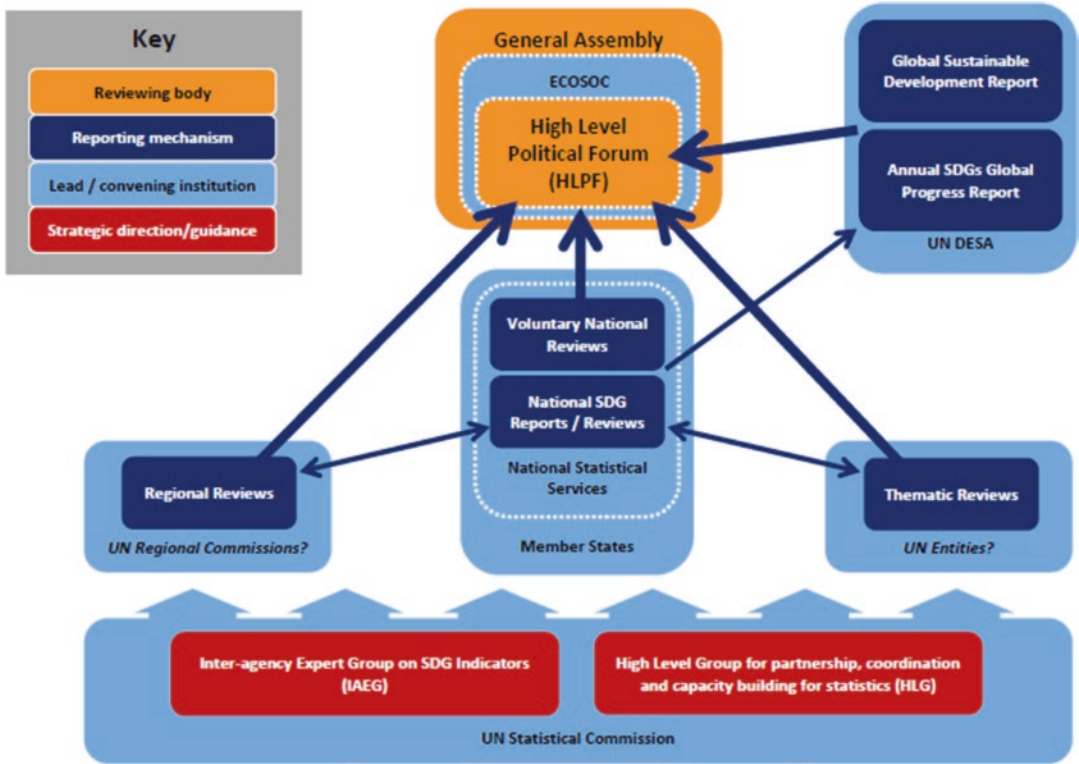 Key
Reviewing body
Reporting mechanism
Lead / convening institution
Strategic direction/guidance
General Assembly
ECOSOC
High Level
Political Forum
(HLPF)
Global Sustainable
Development Report
Annual SDGs Global
Progress Report
UN DESA
Voluntary National
Reviews
National SDG
Reports / Reviews
National Statistical
Services
Member States
Regional Reviews
UN Regional Commissions?
Thematic Reviews
UN Entities?
Inter-agency Expert Group on SDG Indicators
(IAEG)
High Level Group for partnership, coordination
and capacity building for statistics (HLG)
UN Statistical Commission